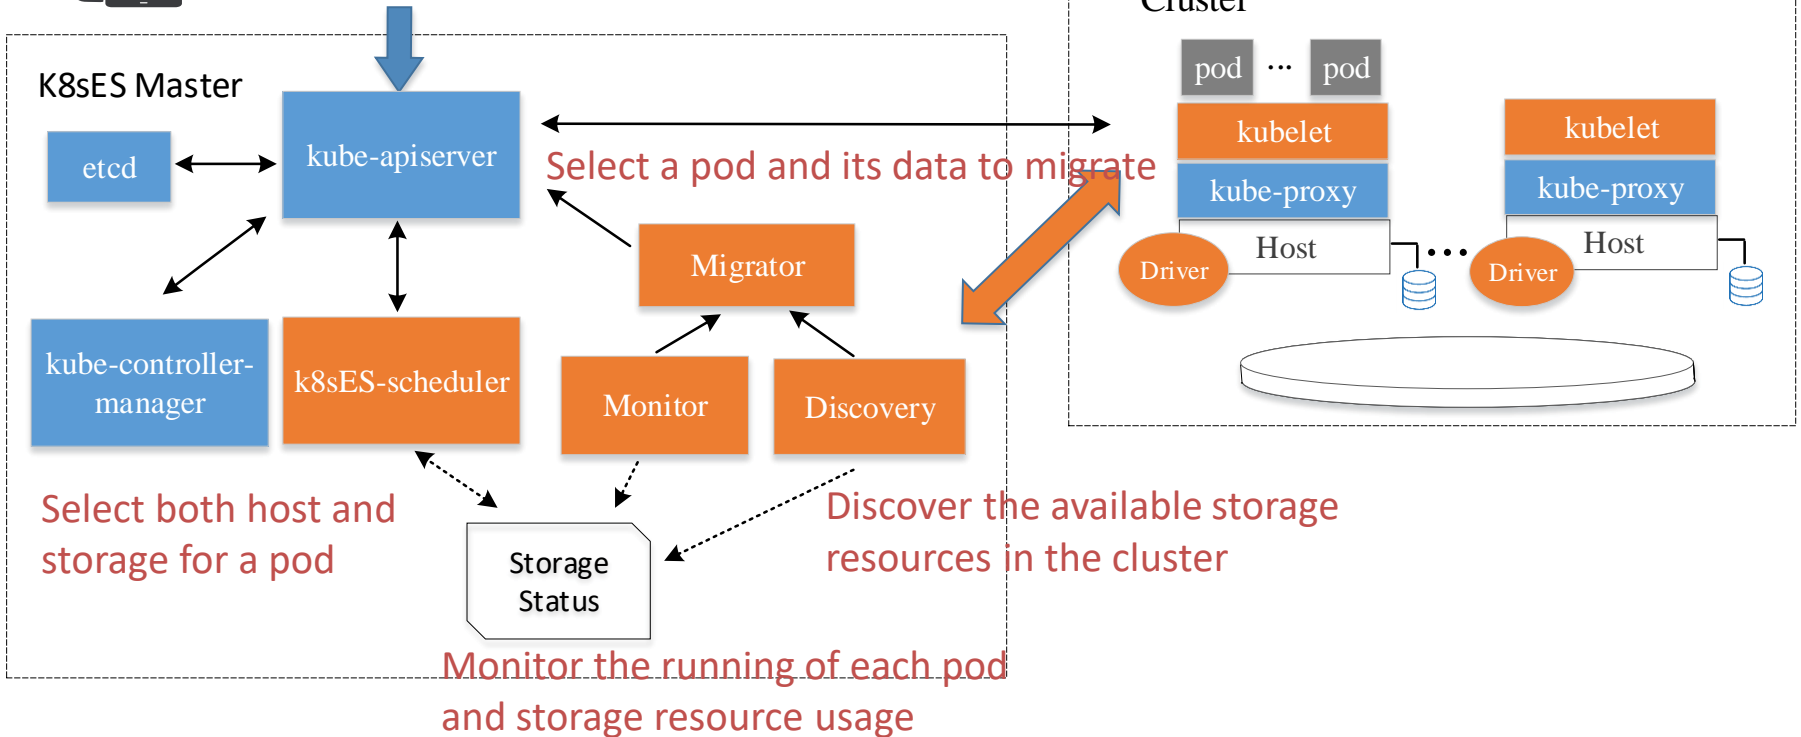 Cluster
K8sES Master
pod ... pod
kubelet
kubelet
kube-apiserver
etcd
Select a pod and its data to migrate
kube-proxy
kube-proxy
Host
Host
Driver
...
Driver
Migrator
kube-controller-
manager
k8sES-scheduler
Monitor
Discovery
Select both host and
storage for a pod
Discover the available storage
resources in the cluster
Storage
Status
Monitor the running of each pod
and storage resource usage